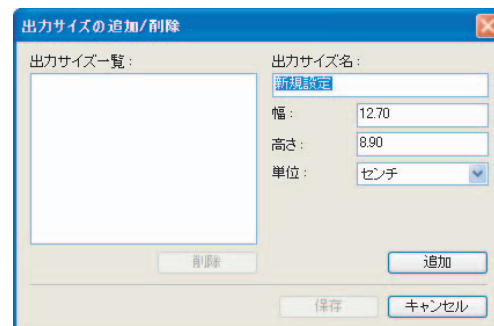 出力サイズの追加/削除
出力サイズ一覧:
出力サイズ名:
新規設定
幅: 12.70
高さ: 8.90
単位: センチ
削除
追加
保存
キャンセル